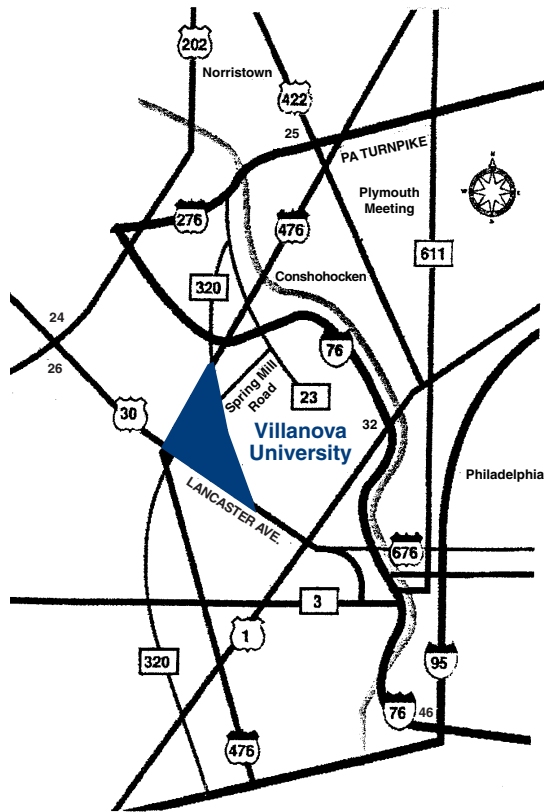 202
Norristown
422
25
PA TURNPIKE
Plymouth
Meeting
276
476
611
Conshohocken
320
24
76
26
Spring Mill
Road
23
30
32
Villanova
University
Philadelphia
LANCASTER AVE.
676
3
1
320
95
76
46
476